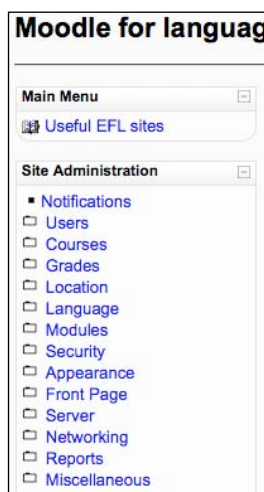 Moodle for languag
Main Menu
Useful EFL sites
Site Administration
Notifications
Users
Courses
Grades
Location
Language
Modules
Security
Appearance
Front Page
Server
Networking
Reports
Miscellaneous